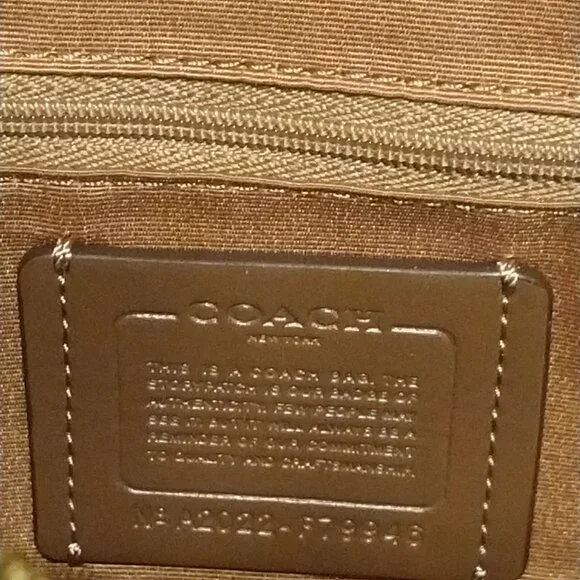 COACH
NEW YORK
THIS IS A COACH BAG. THE
STORYPATCH IS OUR BADGE OF
AUTHENTICITY. FEW PEOPLE MAY
SEE IT BUT IT WILL ALWAYS BE A
REMINDER OF OUR COMMITMENT
TO QUALITY AND CRAFTSMANSHIP.
Nº A2022-F79946